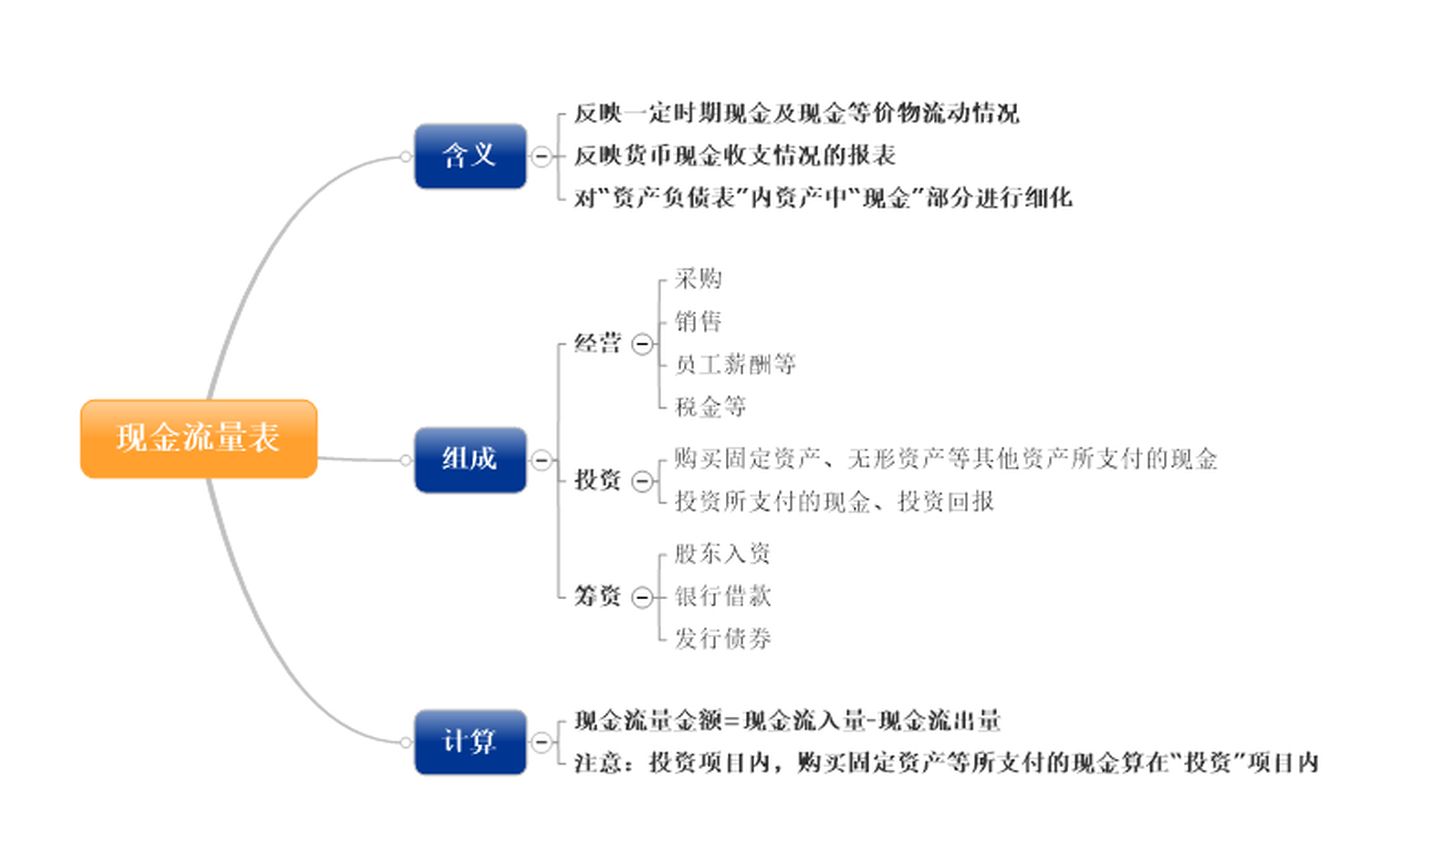 现金流量表
含义
反映一定时期现金及现金等价物流动情况
反映货币现金收支情况的报表
对“资产负债表”内资产中“现金”部分进行细化
组成
经营
采购
销售
员工薪酬等
税金等
投资
购买固定资产、无形资产等其他资产所支付的现金
投资所支付的现金、投资回报
筹资
股东入资
银行借款
发行债券
计算
现金流量金额=现金流入量-现金流出量
注意：投资项目内，购买固定资产等所支付的现金算在“投资”项目内